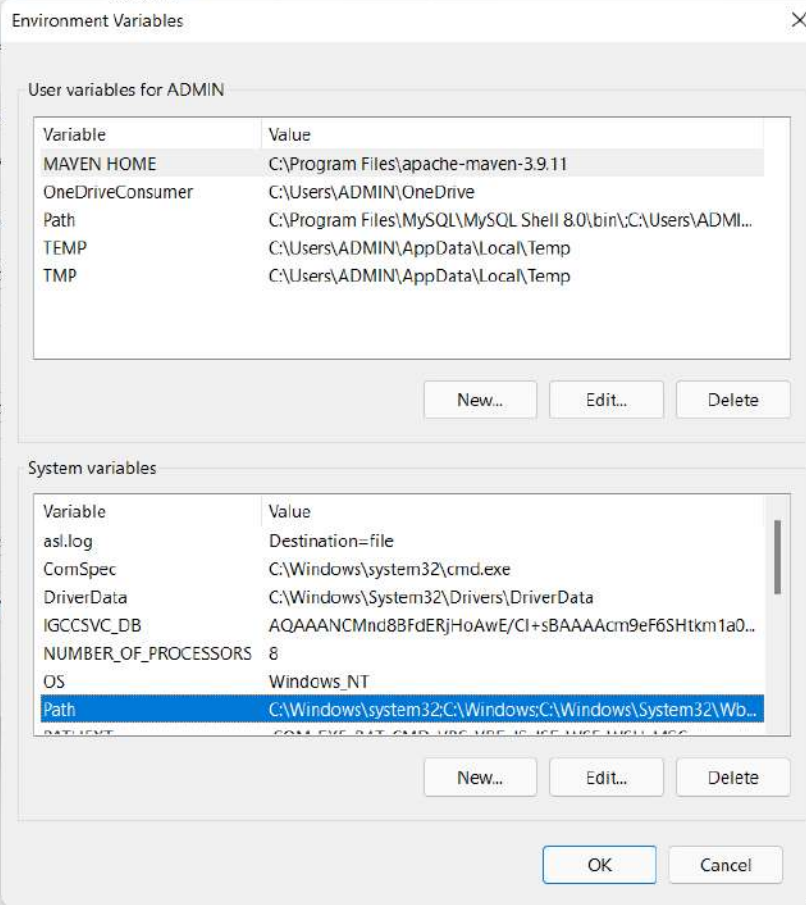 Environment Variables
User variables for ADMIN
Variable Value
MAVEN HOME C:\Program Files\apache-maven-3.9.11
OneDriveConsumer C:\Users\ADMIN\OneDrive
Path C:\Program Files\MySQL\MySQL Shell 8.0\bin\;C:\Users\ADMI...
TEMP C:\Users\ADMIN\AppData\Local\Temp
TMP C:\Users\ADMIN\AppData\Local\Temp
New... Edit... Delete
System variables
Variable Value
asl.log Destination=file
ComSpec C:\Windows\system32\cmd.exe
DriverData C:\Windows\System32\Drivers\DriverData
IGCCSVC_DB AQAAANCMnd8BFdERjHoAwE/Cl+sBAAAAcm9eF6SHtkm1a0...
NUMBER_OF_PROCESSORS 8
OS Windows_NT
Path C:\Windows\system32;C:\Windows;C:\Windows\System32\Wb...
New... Edit... Delete
OK Cancel